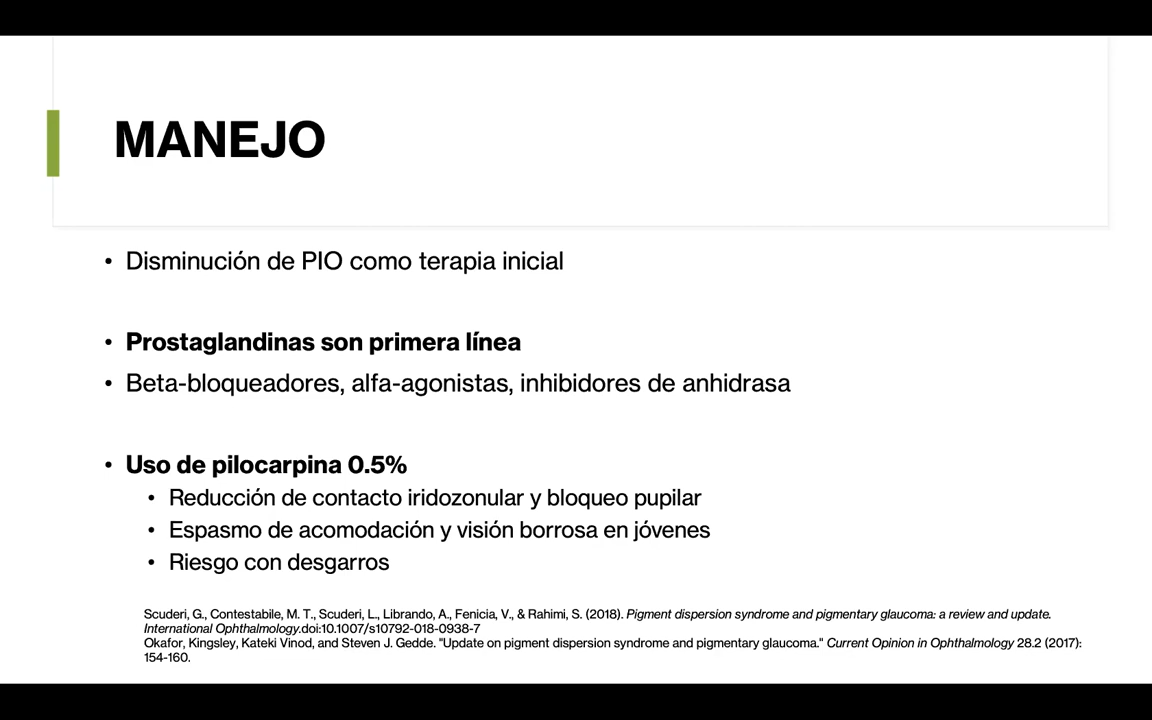 MANEJO
• Disminución de PIO como terapia inicial
• Prostaglandinas son primera línea
• Beta-bloqueadores, alfa-agonistas, inhibidores de anhidrasa
• Uso de pilocarpina 0.5%
• Reducción de contacto iridozonular y bloqueo pupilar
• Espasmo de acomodación y visión borrosa en jóvenes
• Riesgo con desgarros
Scuderi, G., Contestabile, M. T., Scuderi, L., Librando, A., Fenicia, V., & Rahimi, S. (2018). Pigment dispersion syndrome and pigmentary glaucoma: a review and update.
International Ophthalmology.doi:10.1007/s10792-018-0938-7
Okafor, Kingsley, Kateki Vinod, and Steven J. Gedde. "Update on pigment dispersion syndrome and pigmentary glaucoma." Current Opinion in Ophthalmology 28.2 (2017):
154-160.